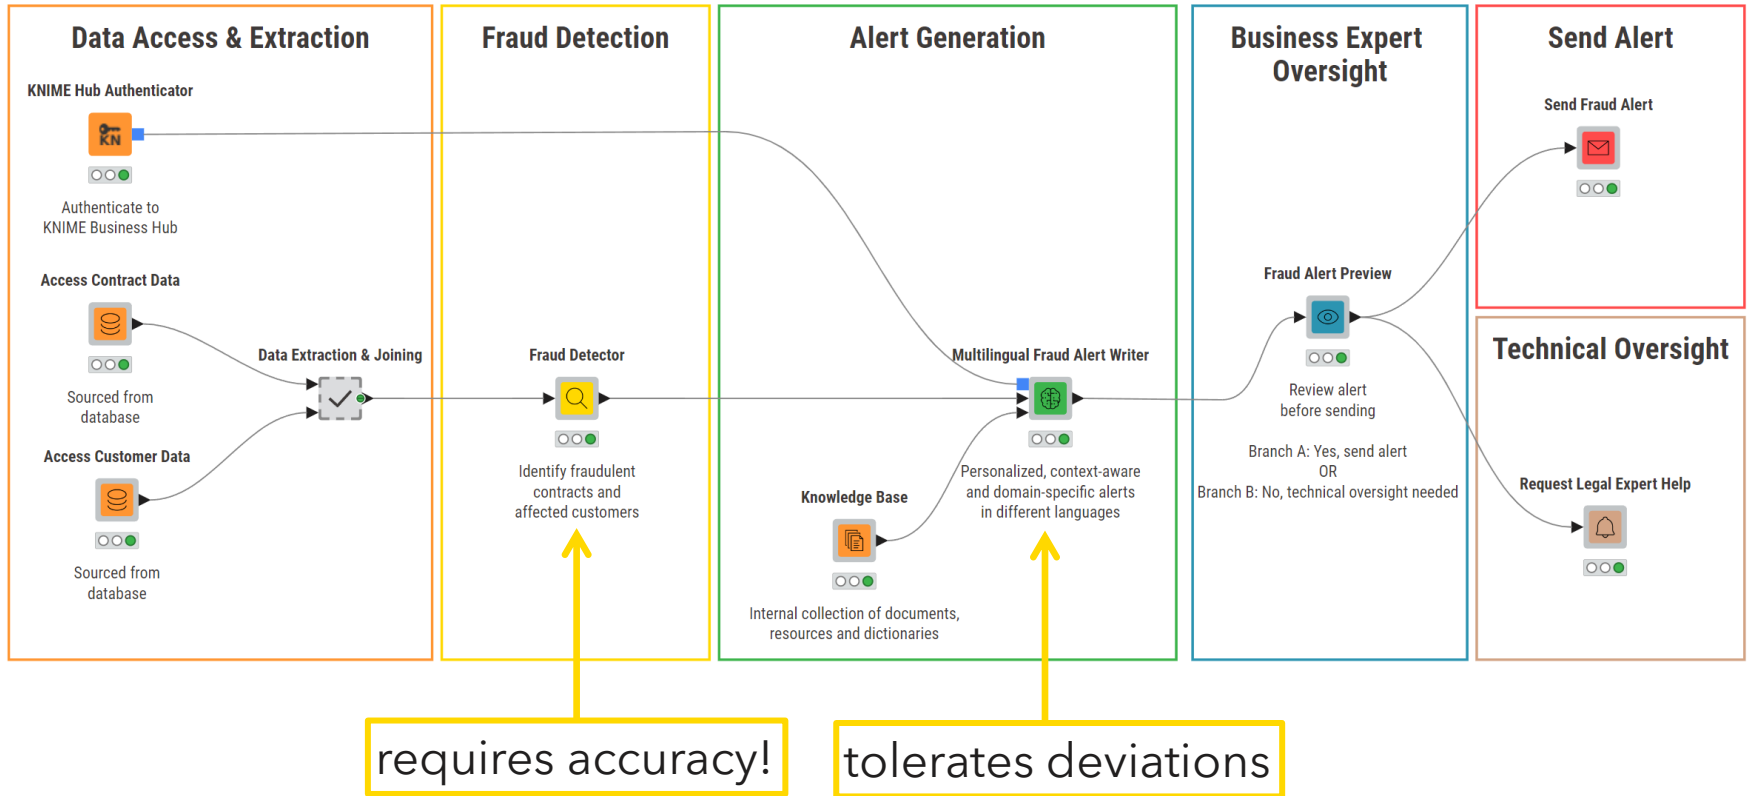 Data Access & Extraction
KNIME Hub Authenticator
KN
Authenticate to
KNIME Business Hub
Access Contract Data
Sourced from
database
Data Extraction & Joining
Access Customer Data
Sourced from
database
Fraud Detection
Fraud Detector
Identify fraudulent
contracts and
affected customers
Alert Generation
Multilingual Fraud Alert Writer
Personalized, context-aware
and domain-specific alerts
in different languages
Knowledge Base
Internal collection of documents,
resources and dictionaries
Business Expert
Oversight
Fraud Alert Preview
Review alert
before sending
Branch A: Yes, send alert
OR
Branch B: No, technical oversight needed
Send Alert
Send Fraud Alert
Technical Oversight
Request Legal Expert Help
requires accuracy!
tolerates deviations